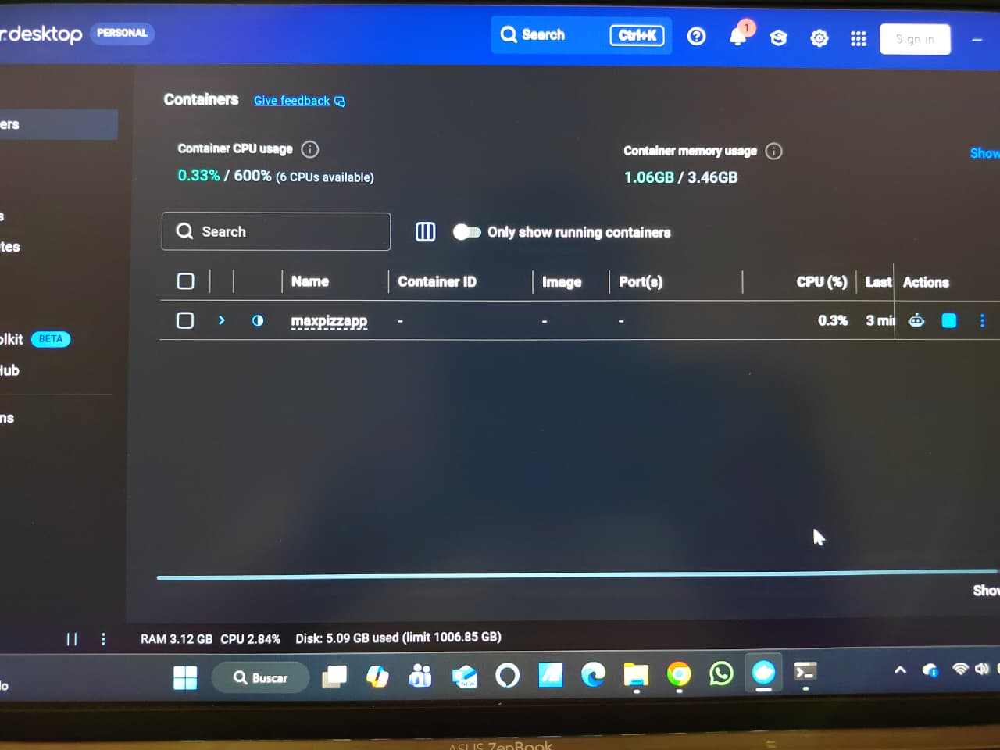 r.desktop PERSONAL Search Ctrl+K 1 Sign in
Containers Give feedback
ers
Container CPU usage Container memory usage
0.33% / 600% (6 CPUs available) 1.06GB / 3.46GB Show
s
Search Only show running containers
tes
Name Container ID Image Port(s) CPU (%) Last Actions
maxpizzapp - - - 0.3% 3 mi
olkit BETA
Hub
ns
Show
RAM 3.12 GB CPU 2.84% Disk: 5.09 GB used (limit 1006.85 GB)
Buscar
NEW
lo
ASUS ZenBook